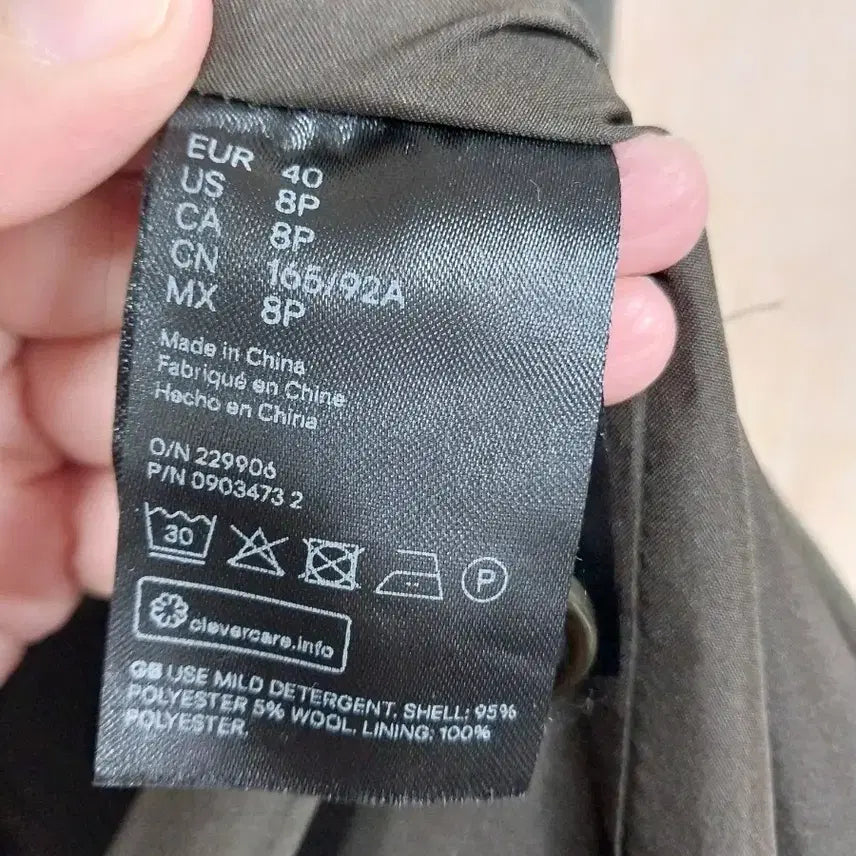 EUR 40
US 8P
CA 8P
CN 165/92A
MX 8P
Made in China
Fabriqué en Chine
Hecho en China
O/N 229906
P/N 0903473 2
30
P
clevercare.info
GB USE MILD DETERGENT. SHELL: 95%
POLYESTER 5% WOOL. LINING: 100%
POLYESTER.